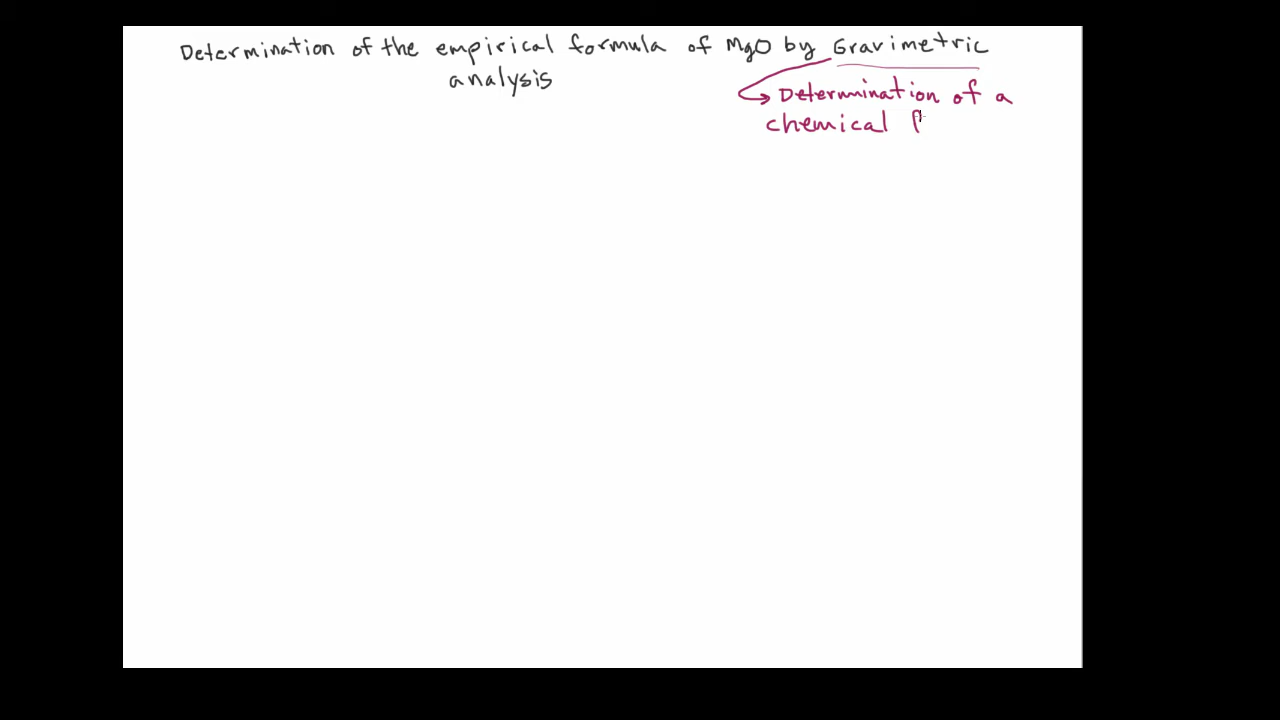 Determination of the empirical formula of MgO by Gravimetric
analysis
Determination of a
chemical